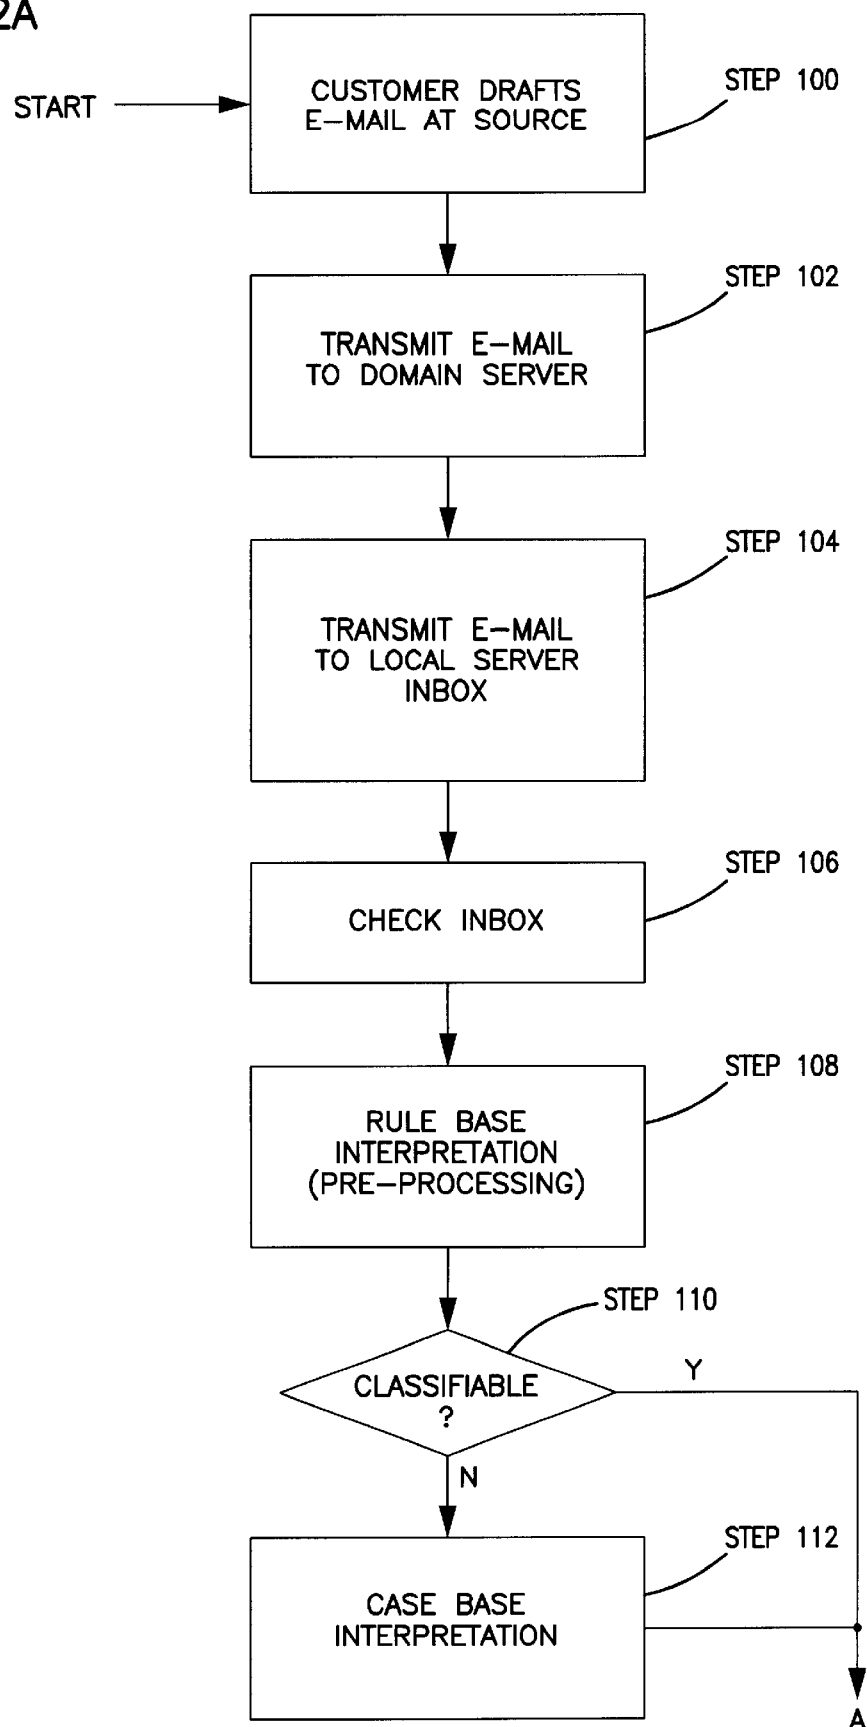 2A
START
CUSTOMER DRAFTS
E-MAIL AT SOURCE
STEP 100
TRANSMIT E-MAIL
TO DOMAIN SERVER
STEP 102
TRANSMIT E-MAIL
TO LOCAL SERVER
INBOX
STEP 104
CHECK INBOX
STEP 106
RULE BASE
INTERPRETATION
(PRE-PROCESSING)
STEP 108
STEP 110
CLASSIFIABLE
?
Y
N
CASE BASE
INTERPRETATION
STEP 112
A